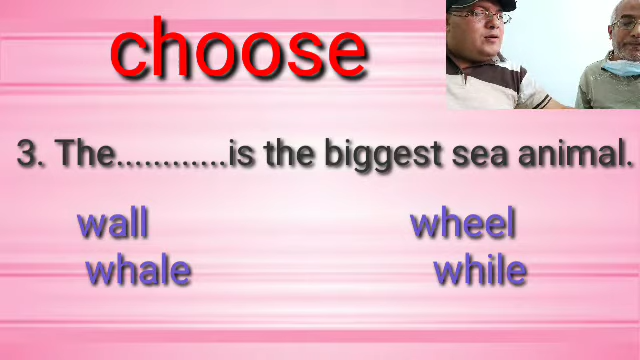 choose
3. The............is the biggest sea animal.
wall wheel
whale while